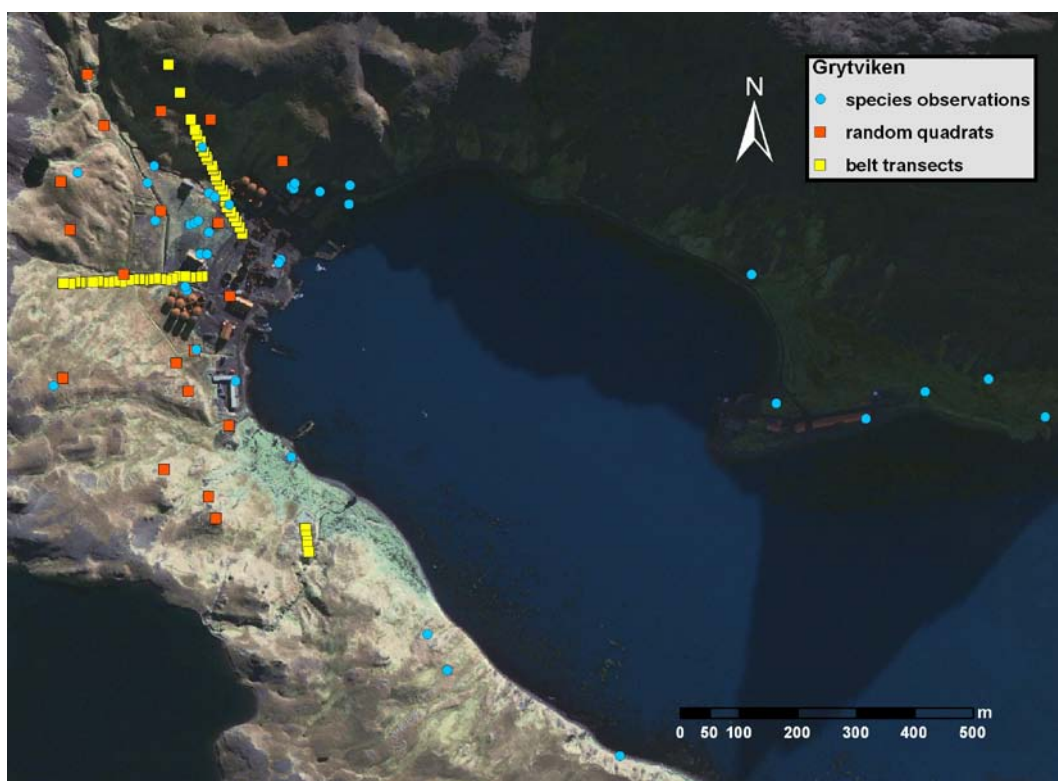 N
Grytviken
species observations
random quadrats
belt transects
m
0 50 100 200 300 400 500